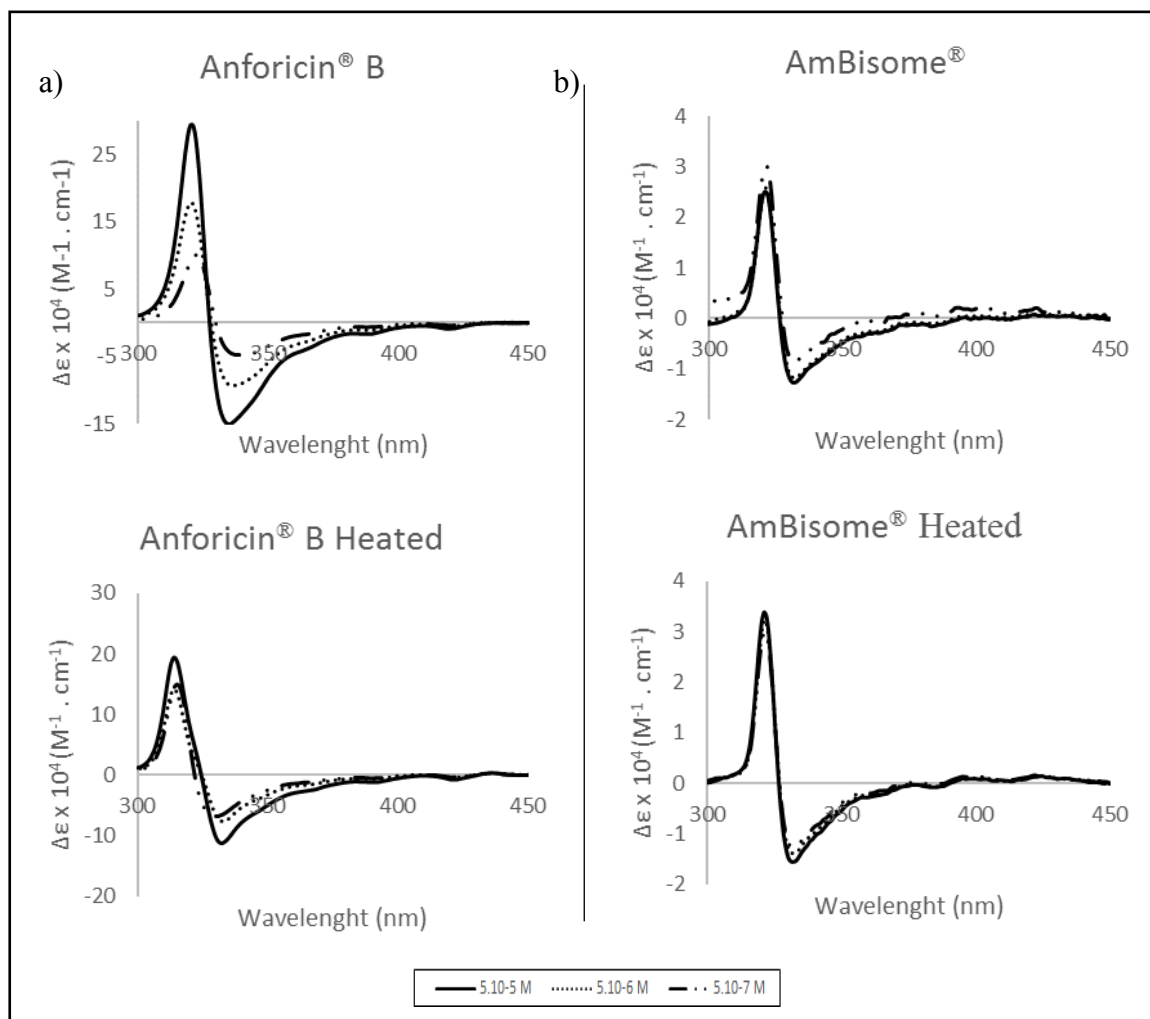 a)
Anforicin® B
25
15
5
-5
-15
300
350
400
450
Δε x 10⁴ (M-1 . cm-1)
Wavelenght (nm)
b)
AmBisome®
4
3
2
1
0
-1
-2
300
350
400
450
Δε x 10⁴ (M⁻¹ . cm⁻¹)
Wavelenght (nm)
Anforicin® B Heated
30
20
10
0
-10
-20
300
350
400
450
Δε x 10⁴ (M⁻¹ . cm⁻¹)
Wavelenght (nm)
AmBisome® Heated
4
3
2
1
0
-1
-2
300
350
400
450
Δε x 10⁴ (M⁻¹ . cm⁻¹)
Wavelenght (nm)
5.10-5 M 5.10-6 M 5.10-7 M